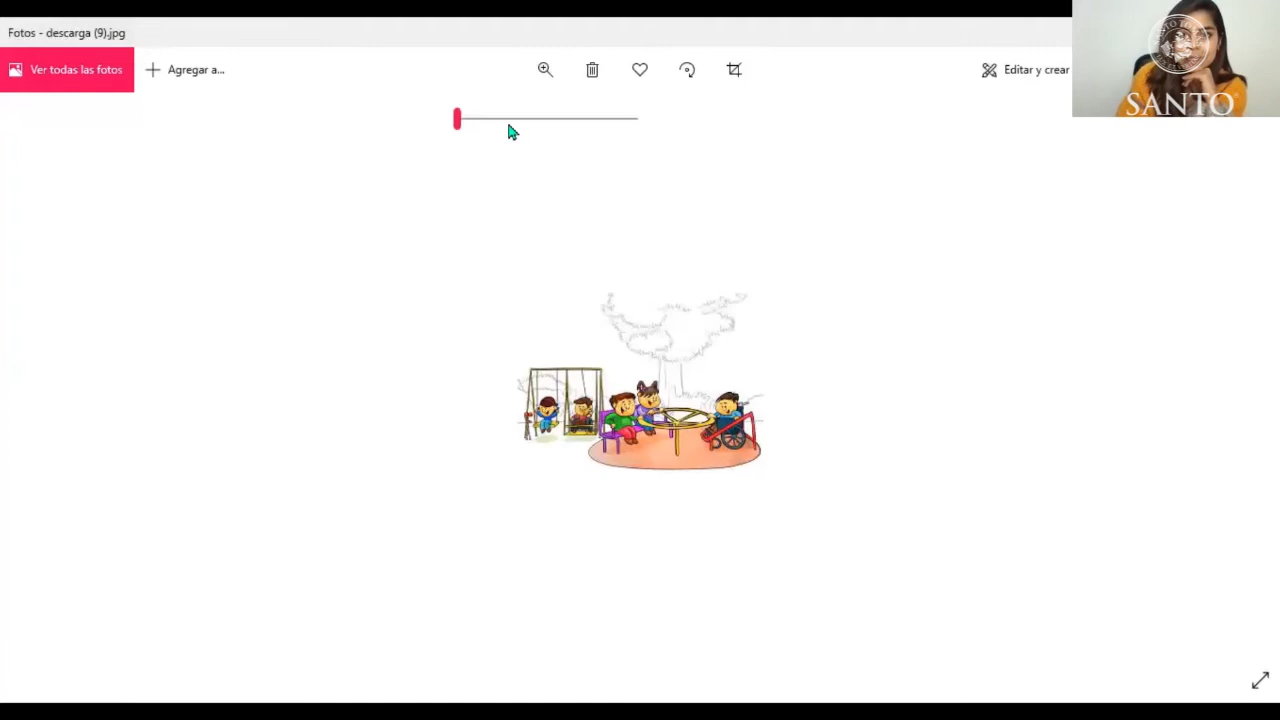 Fotos - descarga (9).jpg
Ver todas las fotos
Agregar a...
Editar y crear
SANTO